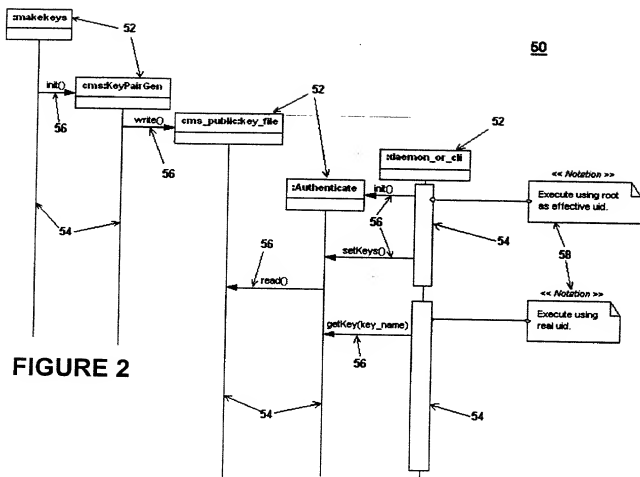 :makekeys
52
50
init()
cms:KeyPairGen
56
write()
52
cms_public:key_file
52
56
:daemon_or_cli
<< Notation >>
:Authenticate
init()
Execute using root
as effective uid.
56
54
54
56
setKeys()
58
read()
<< Notation >>
getKey(key_name)
Execute using
real uid.
56
FIGURE 2
54
54